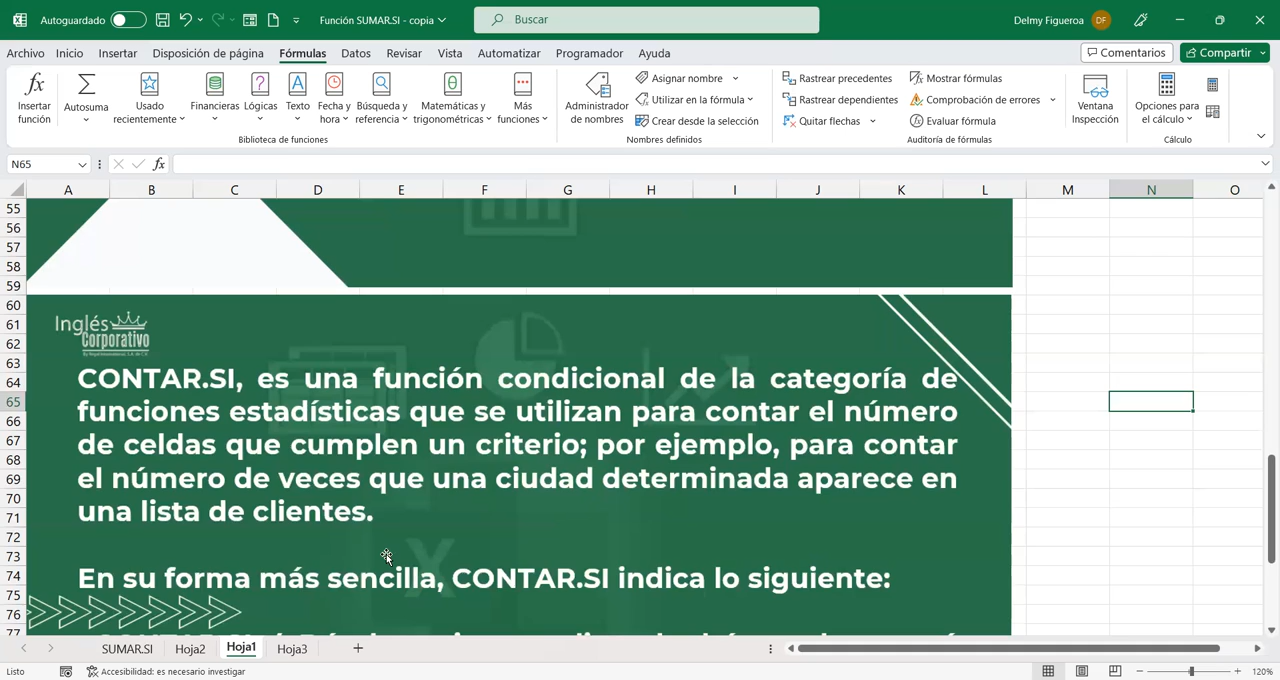 Autoguardado
Función SUMAR.SI - copia
Buscar
Delmy Figueroa
DF
Archivo Inicio Insertar Disposición de página Fórmulas Datos Revisar Vista Automatizar Programador Ayuda
Comentarios
Compartir
Insertar función
Autosuma
Usado recientemente
Financieras
Lógicas
Texto
Fecha y hora
Búsqueda y referencia
Matemáticas y trigonométricas
Más funciones
Biblioteca de funciones
Administrador de nombres
Asignar nombre
Utilizar en la fórmula
Crear desde la selección
Nombres definidos
Rastrear precedentes
Rastrear dependientes
Quitar flechas
Mostrar fórmulas
Comprobación de errores
Evaluar fórmula
Auditoría de fórmulas
Ventana Inspección
Opciones para el cálculo
Cálculo
N65
fx
A B C D E F G H I J K L M N O
55
56
57
58
59
60
61
62
63
64
65
66
67
68
69
70
71
72
73
74
75
76
77
Inglés
Corporativo
CONTAR.SI, es una función condicional de la categoría de
funciones estadísticas que se utilizan para contar el número
de celdas que cumplen un criterio; por ejemplo, para contar
el número de veces que una ciudad determinada aparece en
una lista de clientes.
En su forma más sencilla, CONTAR.SI indica lo siguiente:
SUMAR.SI Hoja2 Hoja1 Hoja3
Listo
Accesibilidad: es necesario investigar
120%